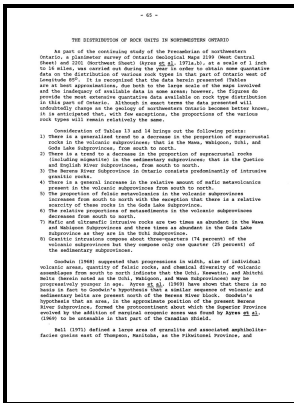 - 65 -
THE DISTRIBUTION OF ROCK UNITS IN NORTHWESTERN ONTARIO
As part of the continuing study of the Precambrian of northwestern
Ontario, a planimeter survey of Ontario Geological Maps 2199 (West Central
Sheet) and 2201 (Northwest Sheet) (Ayres et al, 1971a,b), at a scale of 1 inch
to 16 miles, was carried out during the year in order to obtain some quantitative
data on the distribution of various rock types in that part of Ontario west of
Longitude 85°. It is recognized that the data herein presented (Tables
are at best approximations, due both to the large scale of the maps involved
and the inadequacy of available data in some areas; however, the figures do
provide the most extensive quantitative data available on rock type distribution
in this part of Ontario. Although in exact terms the data presented will
undoubtedly change as the geology of northwestern Ontario becomes better known,
it is anticipated that, with few exceptions, the proportions of the various
rock types will remain relatively the same.
Consideration of Tables 13 and 14 brings out the following points:
1) There is a generalised trend to a decrease in the proportion of supracrustal
rocks in the volcanic subprovinces; that is the Wawa, Wabigoon, Uchi, and
Gods Lake Subprovinces, from south to north.
2) There is a trend to a decrease in the proportion of supracrustal rocks
(including migmatite) in the sedimentary subprovinces; that is the Quetico
and English River Subprovinces, from south to north.
3) The Berens River Subprovince in Ontario consists predominantly of intrusive
granitic rocks.
4) There is a general increase in the relative amount of mafic metavolcanics
present in the volcanic subprovinces from south to north.
5) The proportion of felsic metavolcanics in the volcanic subprovinces
increases from south to north with the exception that there is a relative
scarcity of these rocks in the Gods Lake Subprovince.
6) The relative proportions of metasediments in the volcanic subprovinces
decreases from south to north.
7) Mafic and ultramafic intrusive rocks are two times as abundant in the Wawa
and Wabigoon Subprovinces and three times as abundant in the Gods Lake
Subprovince as they are in the Uchi Subprovince.
8) Granitic intrusions compose about three-quarters (74 percent) of the
volcanic subprovinces but they compose only one quarter (25 percent) of
the sedimentary subprovinces.
Goodwin (1968) suggested that progressions in width, size of individual
volcanic areas, quantity of felsic rocks, and chemical diversity of volcanic
assemblages from north to south indicate that the Uchi, Keewatin, and Abitibi
Belts (herein noted as the Uchi, Wabigoon, and Wawa Subprovinces) may be
progressively younger in age. Ayres et al. (1969) have shown that there is no
basis in fact to Goodwin's hypothesis that a similar sequence of volcanic and
sedimentary belts are present north of the Berens River block. Goodwin's
hypothesis that an area, in the approximate position of the present Berens
River Subprovince, formed the protocontinent about which the Superior Province
evolved by the addition of marginal orogenic zones was found by Ayres et al.
(1969) to be untenable in that part of the Canadian Shield.
Bell (1971) defined a large area of granulite and associated amphibolite-
facies gneiss east of Thompson, Manitoba, as the Pikwitonei Province, and